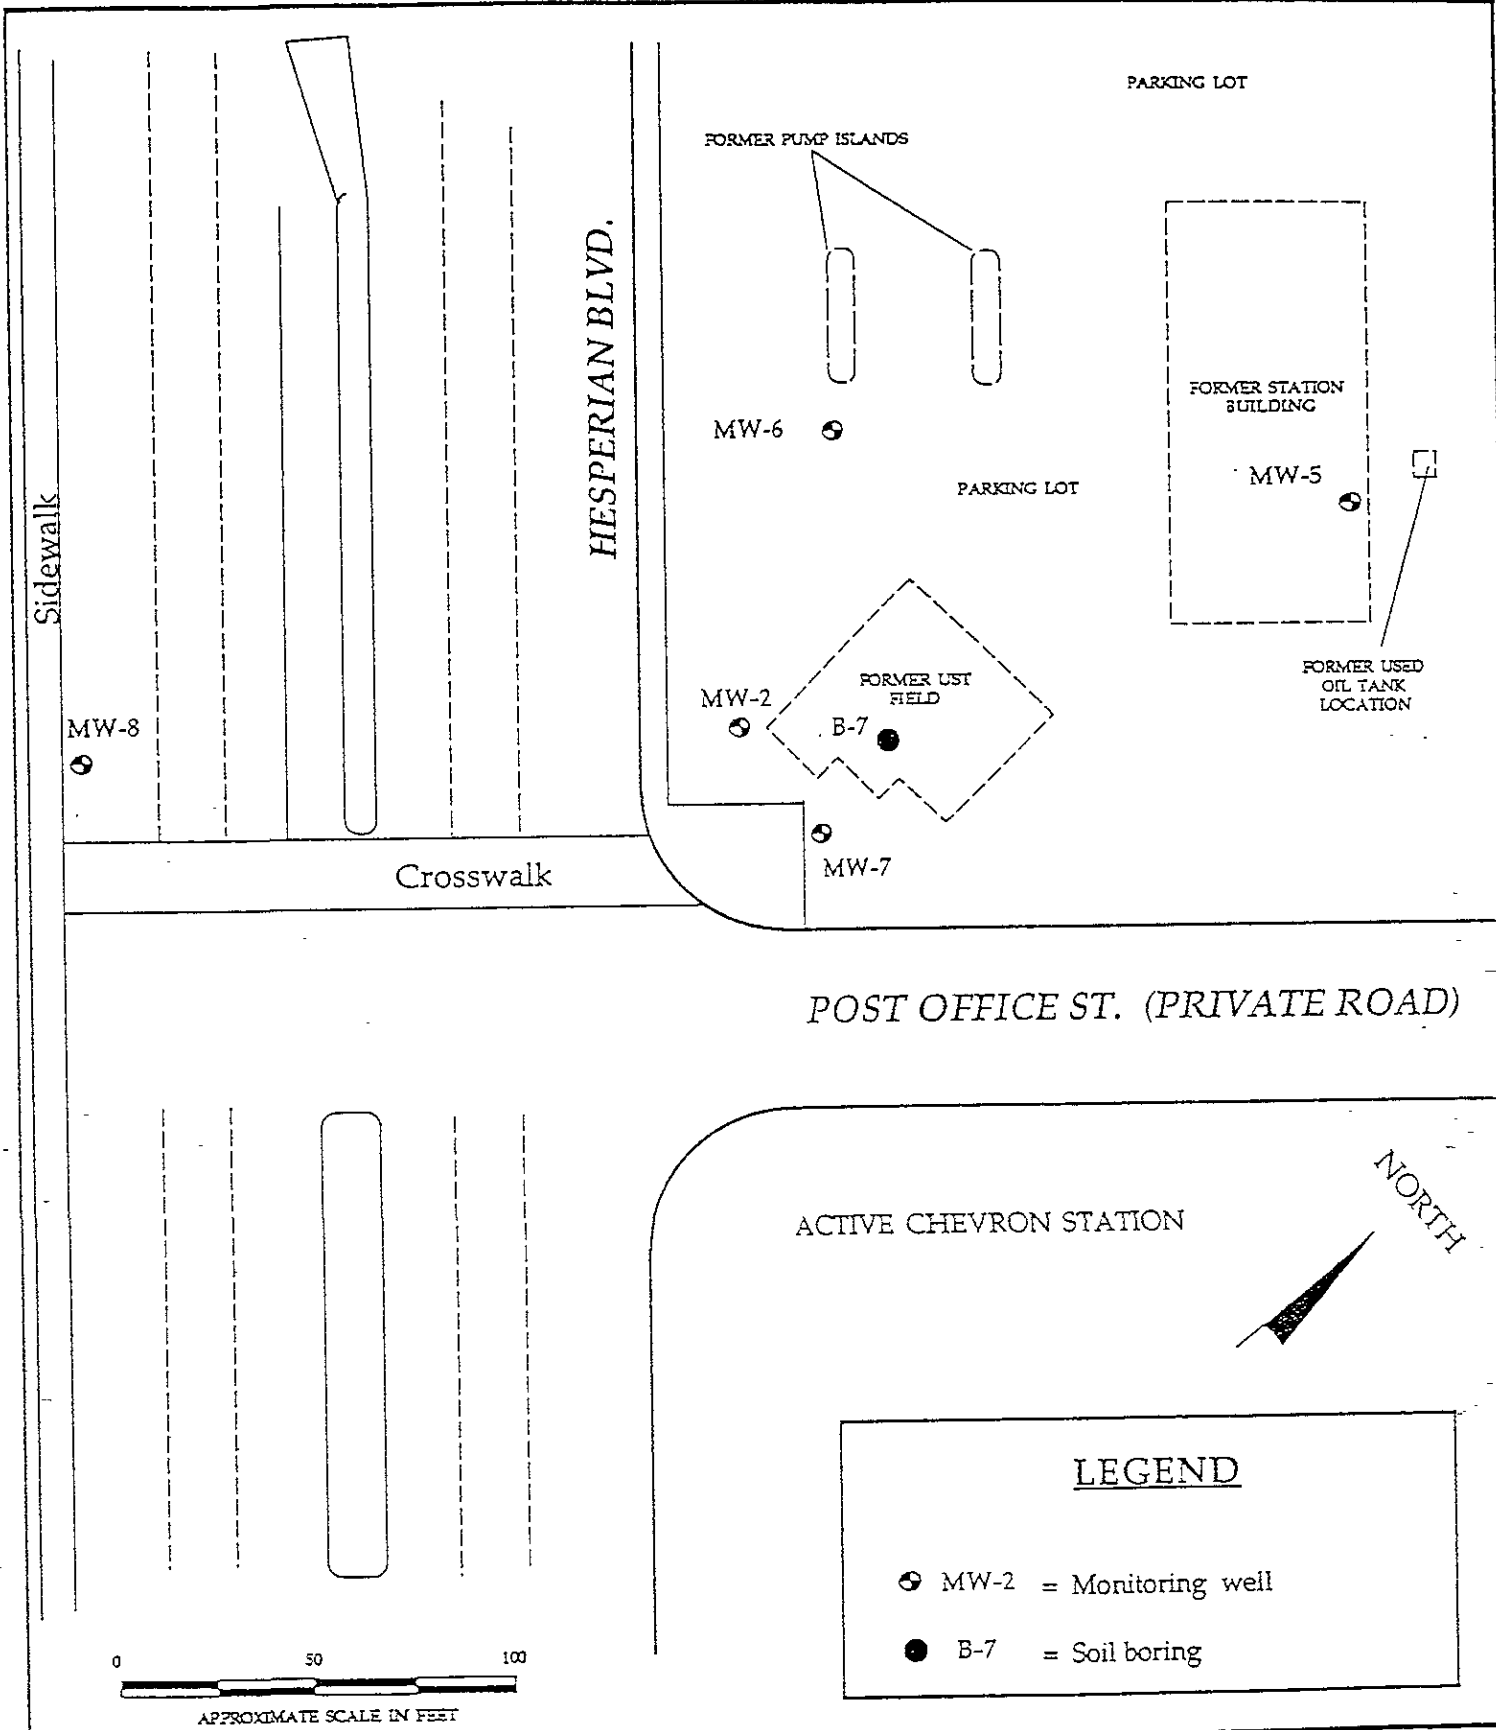 PARKING LOT
FORMER PUMP ISLANDS
HESPERIAN BLVD.
FORMER STATION
BUILDING
MW-6
MW-5
PARKING LOT
Sidewalk
FORMER USED
OIL TANK
LOCATION
FORMER UST
FIELD
MW-2
B-7
MW-8
MW-7
Crosswalk
POST OFFICE ST. (PRIVATE ROAD)
NORTH
ACTIVE CHEVRON STATION
LEGEND
MW-2 = Monitoring well
B-7 = Soil boring
0 50 100
APPROXIMATE SCALE IN FEET